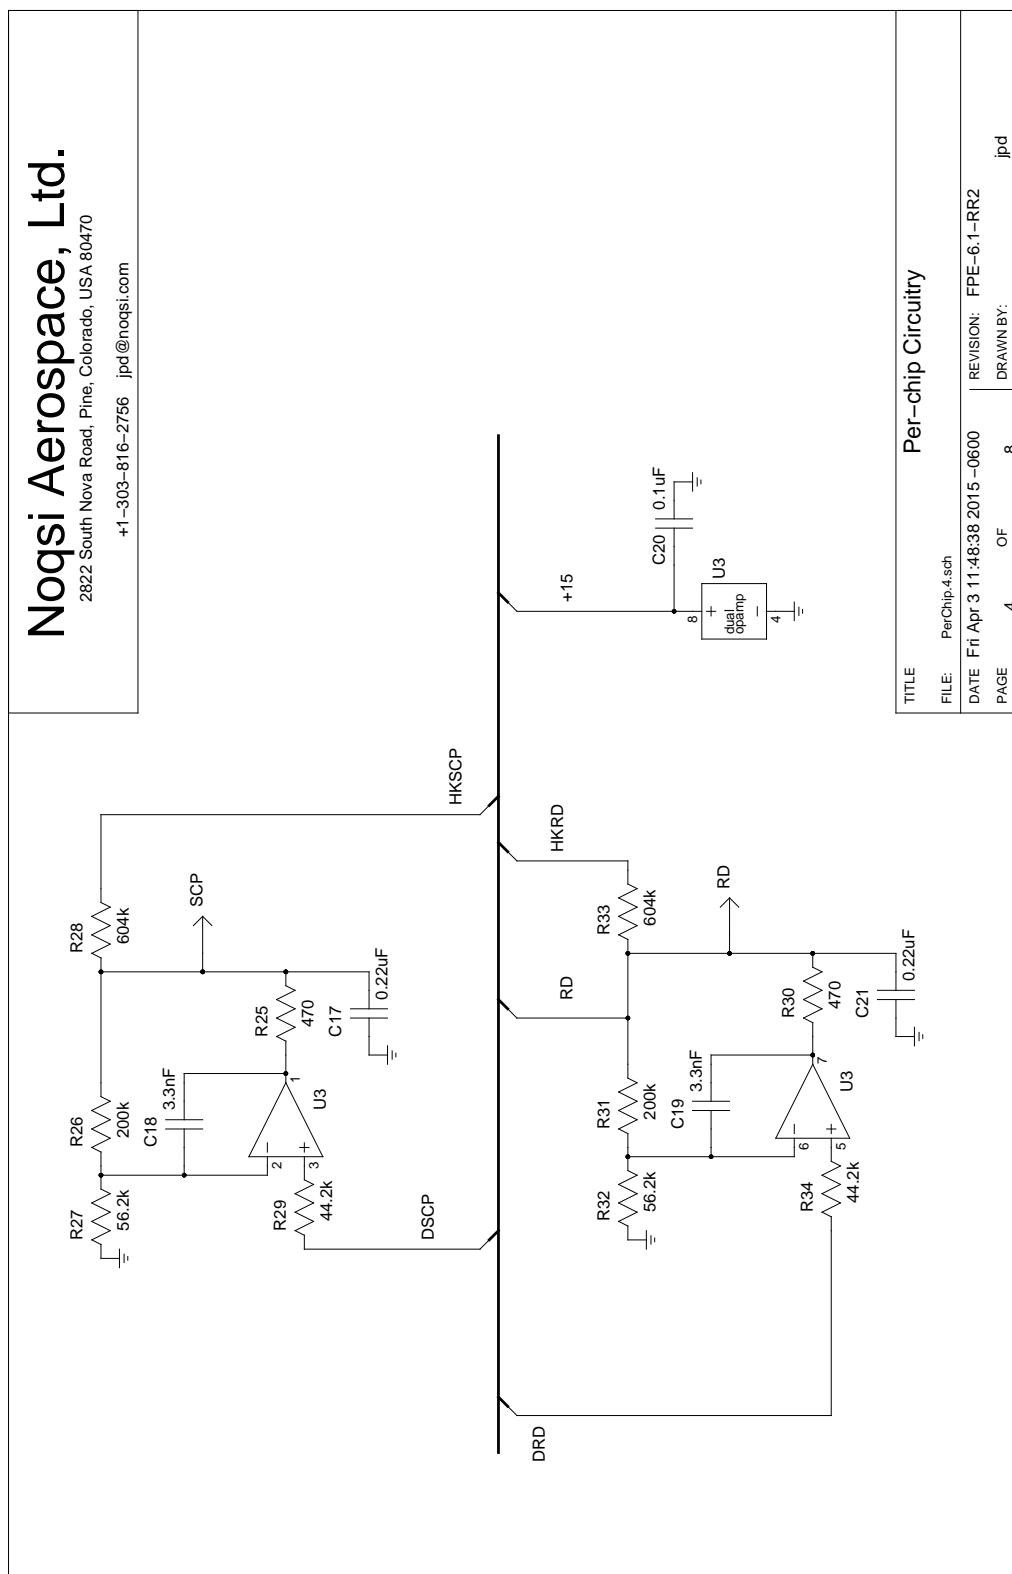 Noqsi Aerospace, Ltd.
2822 South Nova Road, Pine, Colorado, USA 80470
+1−303−816−2756 jpd@noqsi.com
R27
56.2k
R26
200k
R28
604k
C18
3.3nF
SCP
2
3
1
U3
R25
470
C17
0.22uF
R29
44.2k
DSCP
HKSCP
DRD
RD
HKRD
+15
R32
56.2k
R31
200k
R33
604k
C19
3.3nF
RD
6
5
7
U3
R30
470
C21
0.22uF
R34
44.2k
C20
0.1uF
8
dual
opamp
4
U3
TITLE
Per−chip Circuitry
FILE: PerChip.4.sch
DATE Fri Apr 3 11:48:38 2015 −0600
REVISION: FPE−6.1−RR2
PAGE 4 OF 8
DRAWN BY: jpd